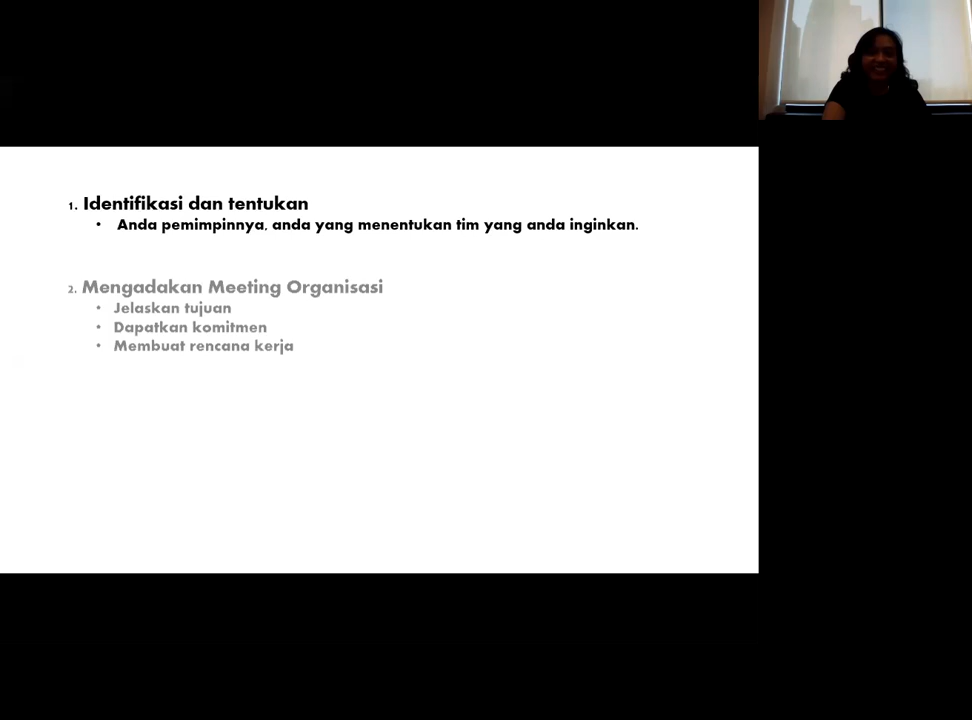 1. Identifikasi dan tentukan
• Anda pemimpinnya, anda yang menentukan tim yang anda inginkan.
2. Mengadakan Meeting Organisasi
• Jelaskan tujuan
• Dapatkan komitmen
• Membuat rencana kerja